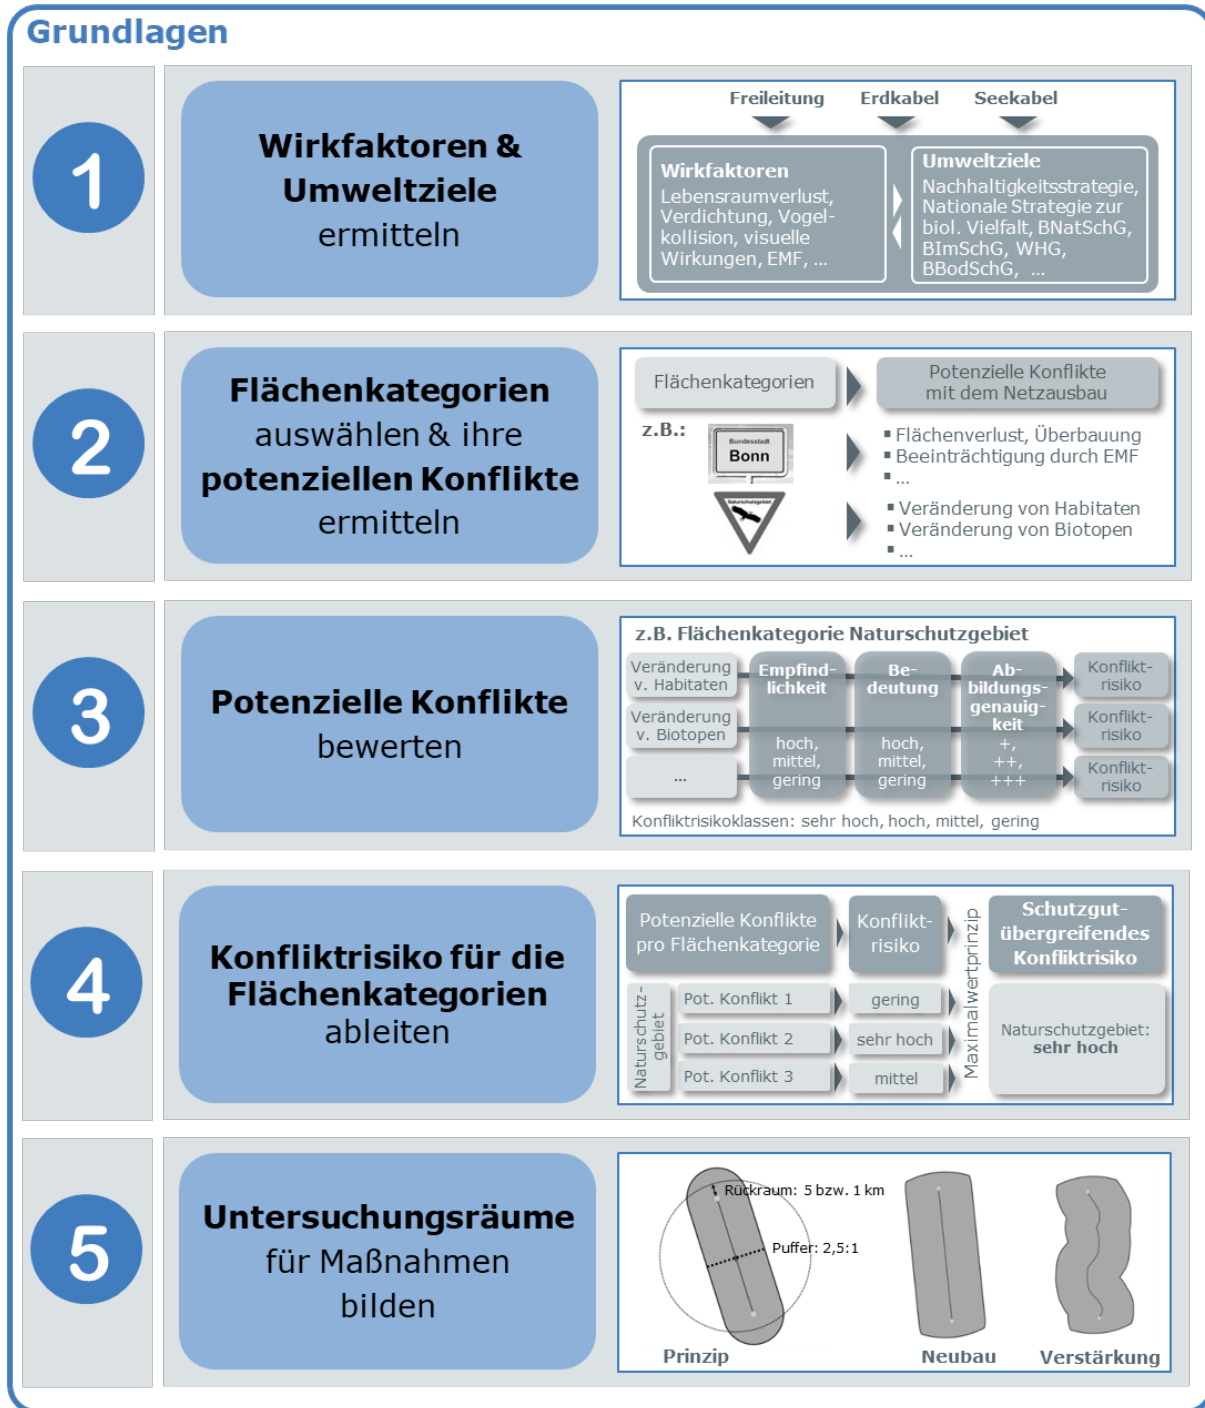 Grundlagen
1
Wirkfaktoren &
Umweltziele
ermitteln
Freileitung Erdkabel Seekabel
Wirkfaktoren
Lebensraumverlust,
Verdichtung, Vogel-
kollision, visuelle
Wirkungen, EMF, ...
Umweltziele
Nachhaltigkeitsstrategie,
Nationale Strategie zur
biol. Vielfalt, BNatSchG,
BImSchG, WHG,
BBodSchG, ...
2
Flächenkategorien
auswählen & ihre
potenziellen Konflikte
ermitteln
Flächenkategorien
Potenzielle Konflikte
mit dem Netzausbau
z.B.:
Bundesstadt
Bonn
▪ Flächenverlust, Überbauung
▪ Beeinträchtigung durch EMF
▪ ...
Naturschutzgebiet
▪ Veränderung von Habitaten
▪ Veränderung von Biotopen
▪ ...
3
Potenzielle Konflikte
bewerten
z.B. Flächenkategorie Naturschutzgebiet
Veränderung
v. Habitaten
Veränderung
v. Biotopen
...
Empfind-
lichkeit
hoch,
mittel,
gering
Be-
deutung
hoch,
mittel,
gering
Ab-
bildungs-
genauig-
keit
+,
++,
+++
Konflikt-
risiko
Konflikt-
risiko
Konflikt-
risiko
Konfliktrisikoklassen: sehr hoch, hoch, mittel, gering
4
Konfliktrisiko für die
Flächenkategorien
ableiten
Potenzielle Konflikte
pro Flächenkategorie
Konflikt-
risiko
Maximalwertprinzip
Schutzgut-
übergreifendes
Konfliktrisiko
Naturschutz-
gebiet
Pot. Konflikt 1
gering
Pot. Konflikt 2
sehr hoch
Pot. Konflikt 3
mittel
Naturschutzgebiet:
sehr hoch
5
Untersuchungsräume
für Maßnahmen
bilden
Rückraum: 5 bzw. 1 km
Puffer: 2,5:1
Prinzip
Neubau
Verstärkung